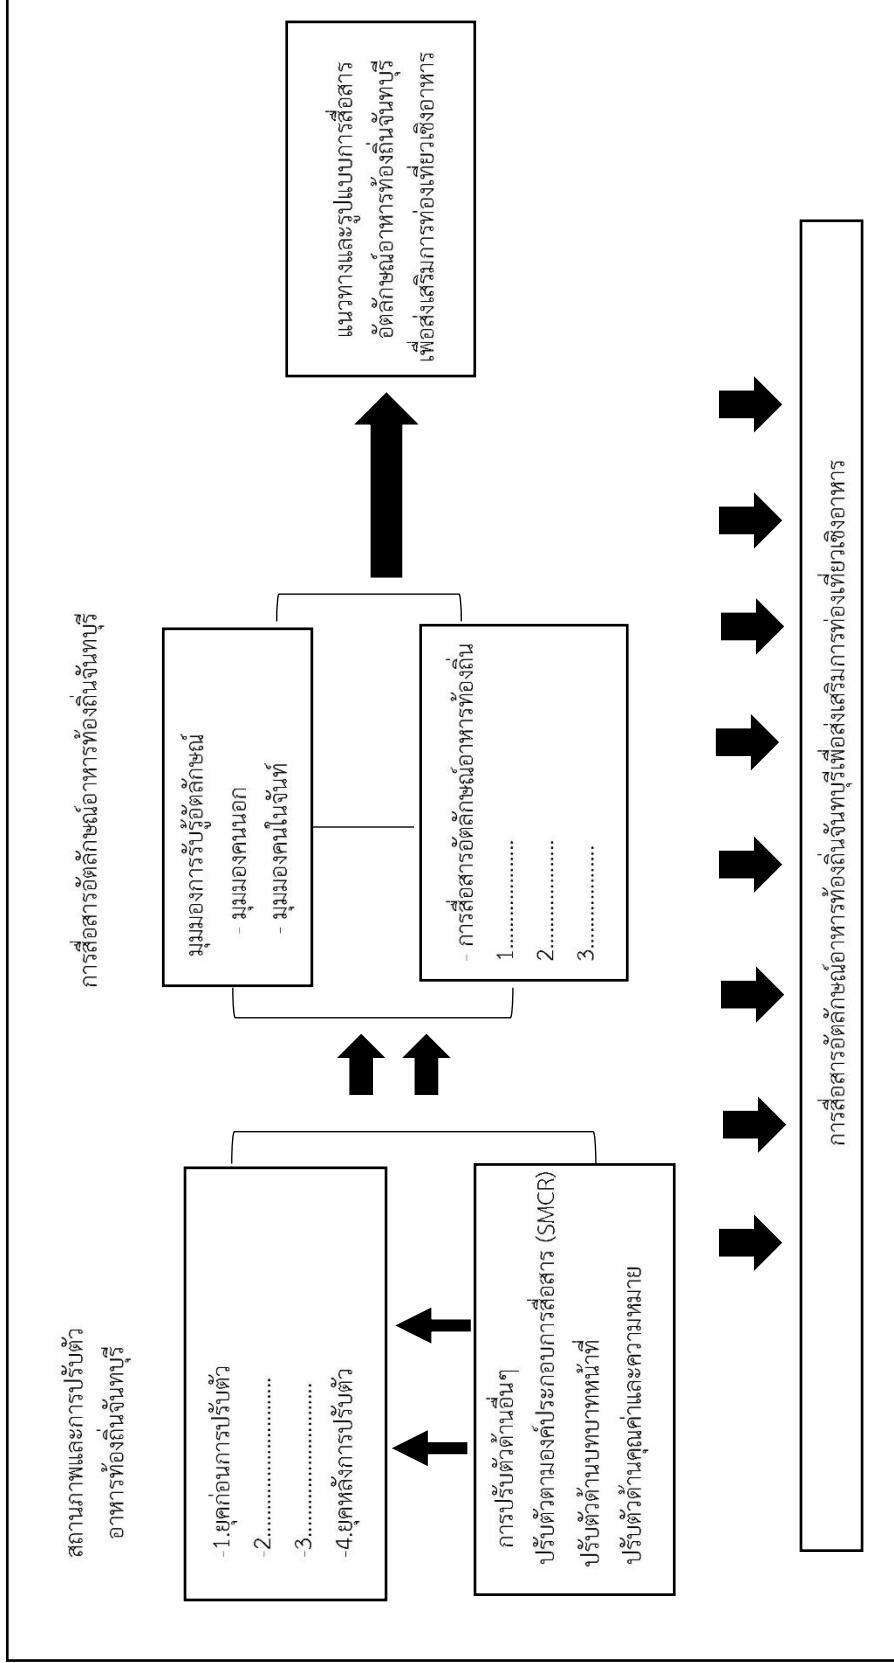 สถานภาพและการปรับตัว
อาหารท้องถิ่นจันทบุรี
-1.ยุคก่อนการปรับตัว
-2................................
-3................................
-4.ยุคหลังการปรับตัว
การปรับตัวด้านอื่นๆ
ปรับตัวตามองค์ประกอบการสื่อสาร (SMCR)
ปรับตัวด้านบทบาทหน้าที่
ปรับตัวด้านคุณค่าและความหมาย
การสื่อสารอัตลักษณ์อาหารท้องถิ่นจันทบุรี
มุมมองการรับรู้อัตลักษณ์
- มุมมองคนนอก
- มุมมองคนในจันท์
- การสื่อสารอัตลักษณ์อาหารท้องถิ่น
1..................
2..................
3..................
แนวทางและรูปแบบการสื่อสาร
อัตลักษณ์อาหารท้องถิ่นจันทบุรี
เพื่อส่งเสริมการท่องเที่ยวเชิงอาหาร
การสื่อสารอัตลักษณ์อาหารท้องถิ่นจันทบุรีเพื่อส่งเสริมการท่องเที่ยวเชิงอาหาร